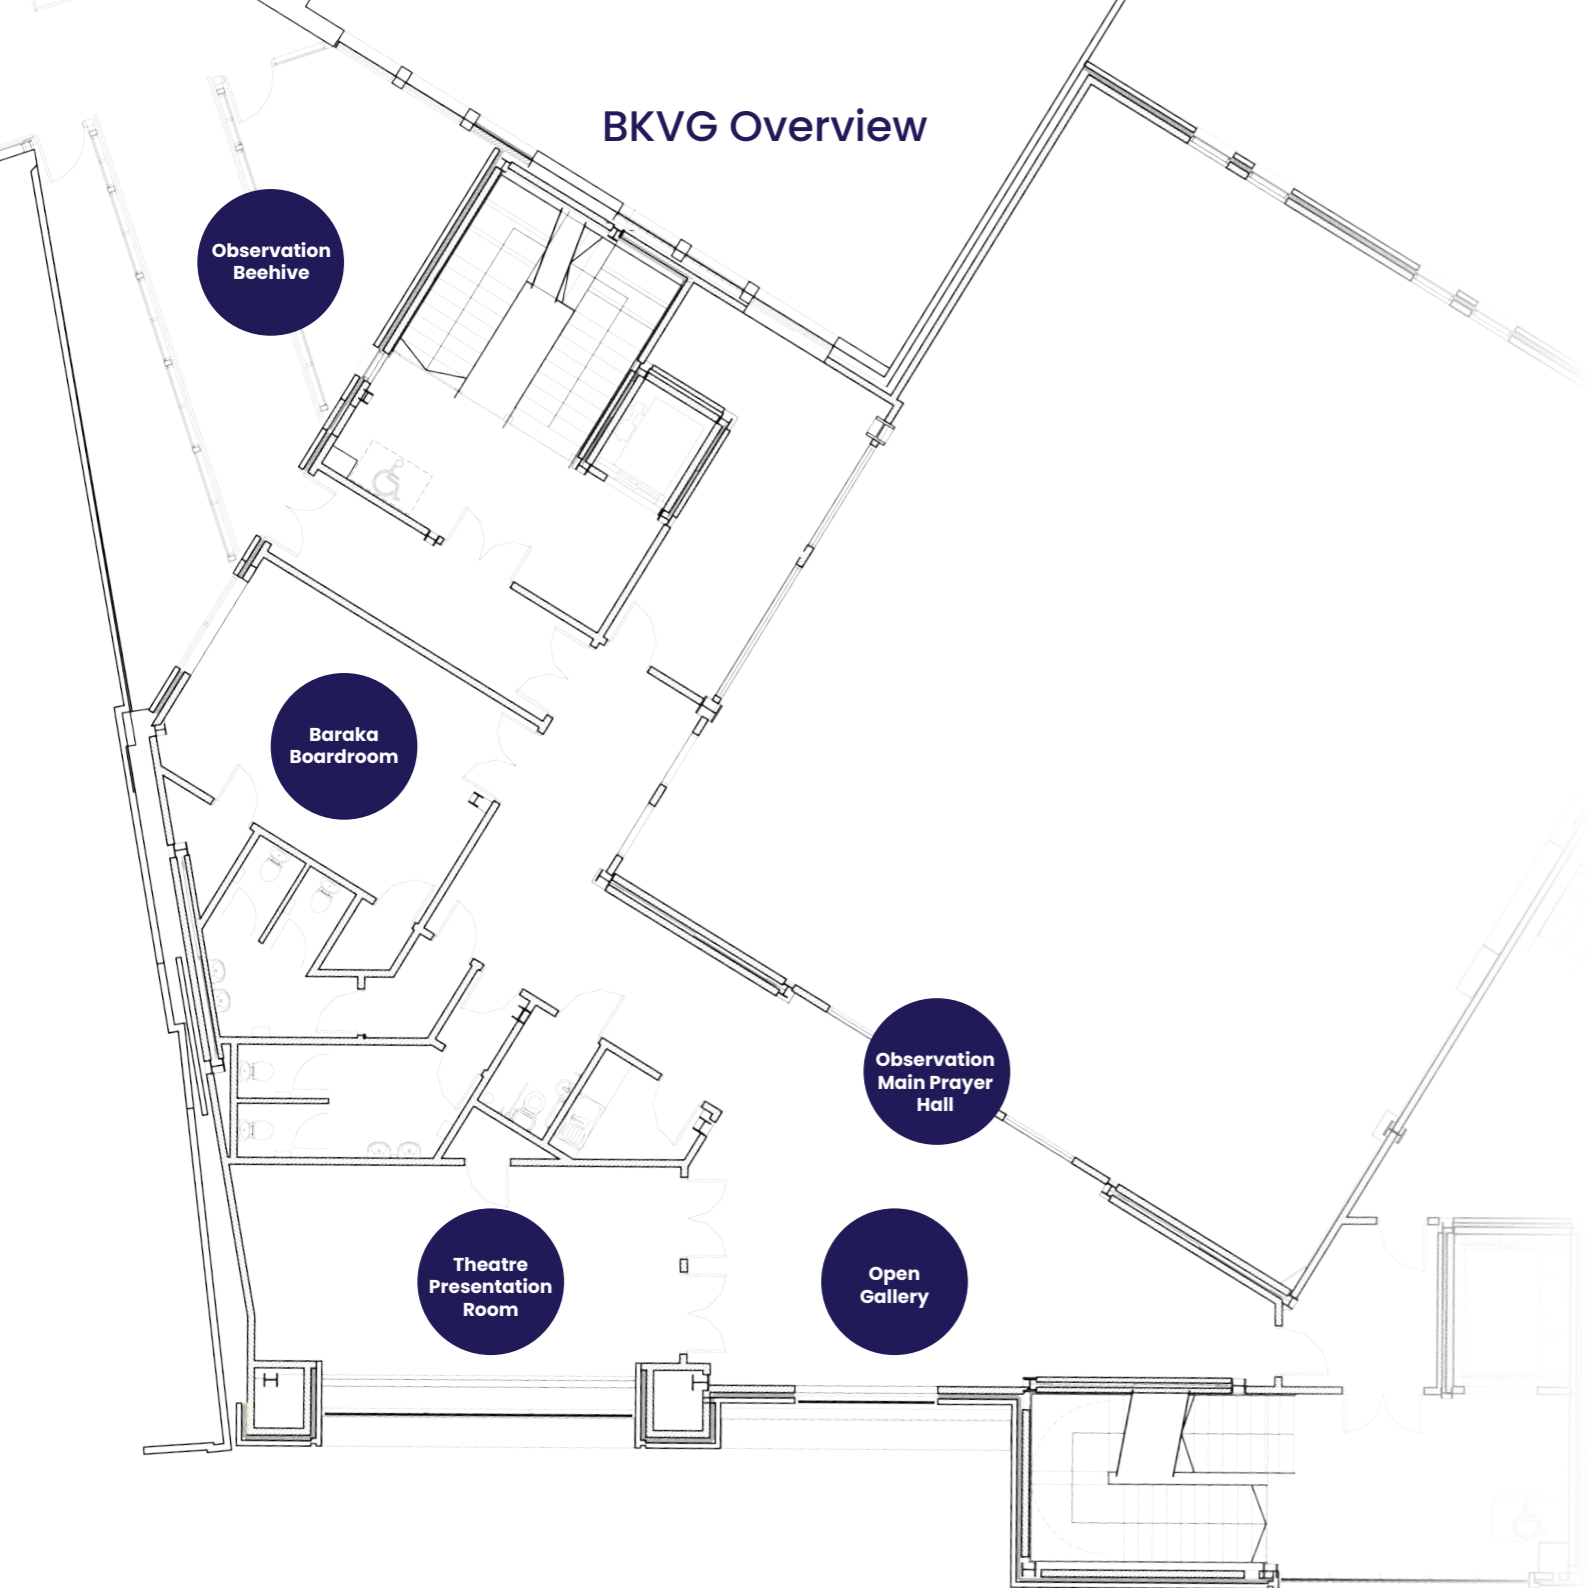 BKVG Overview
Observation
Beehive
Baraka
Boardroom
Observation
Main Prayer
Hall
Theatre
Presentation
Room
Open
Gallery